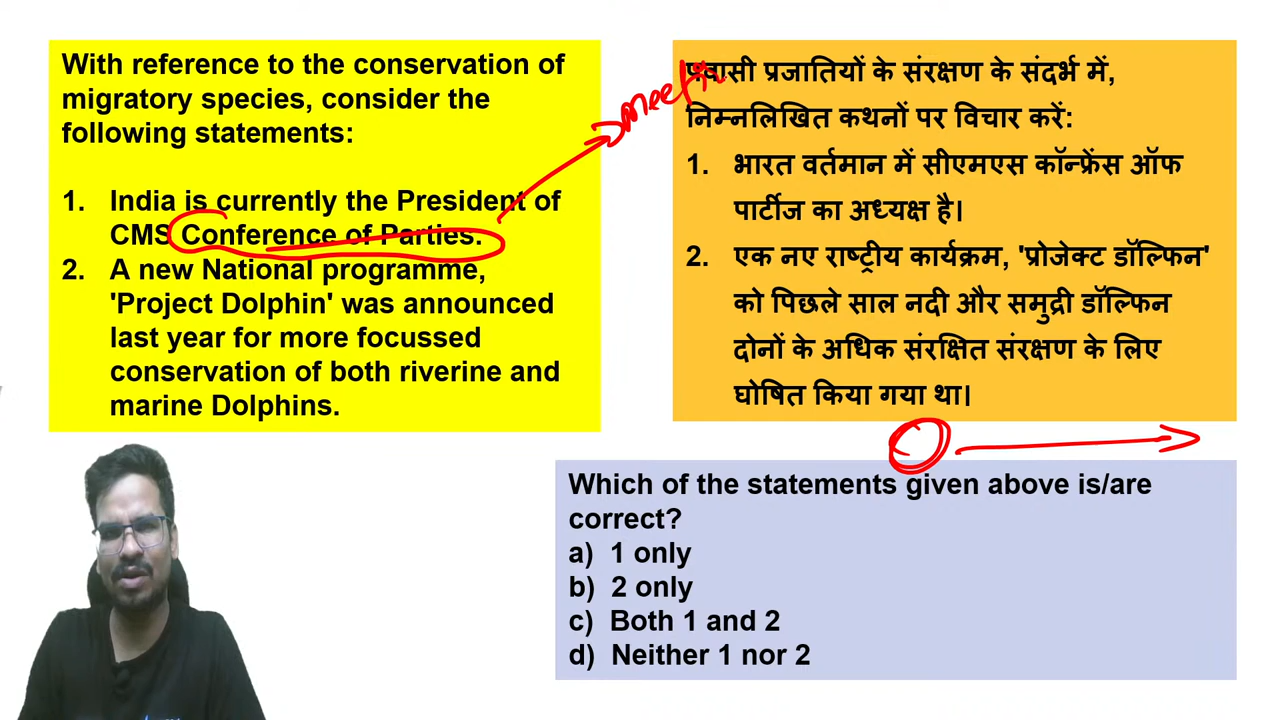 With reference to the conservation of
migratory species, consider the
following statements:
1. India is currently the President of
CMS Conference of Parties.
2. A new National programme,
'Project Dolphin' was announced
last year for more focussed
conservation of both riverine and
marine Dolphins.
प्रवासी प्रजातियों के संरक्षण के संदर्भ में,
निम्नलिखित कथनों पर विचार करें:
1. भारत वर्तमान में सीएमएस कॉन्फ्रेंस ऑफ
पार्टीज का अध्यक्ष है।
2. एक नए राष्ट्रीय कार्यक्रम, 'प्रोजेक्ट डॉल्फिन'
को पिछले साल नदी और समुद्री डॉल्फिन
दोनों के अधिक संरक्षित संरक्षण के लिए
घोषित किया गया था।
Which of the statements given above is/are
correct?
a) 1 only
b) 2 only
c) Both 1 and 2
d) Neither 1 nor 2